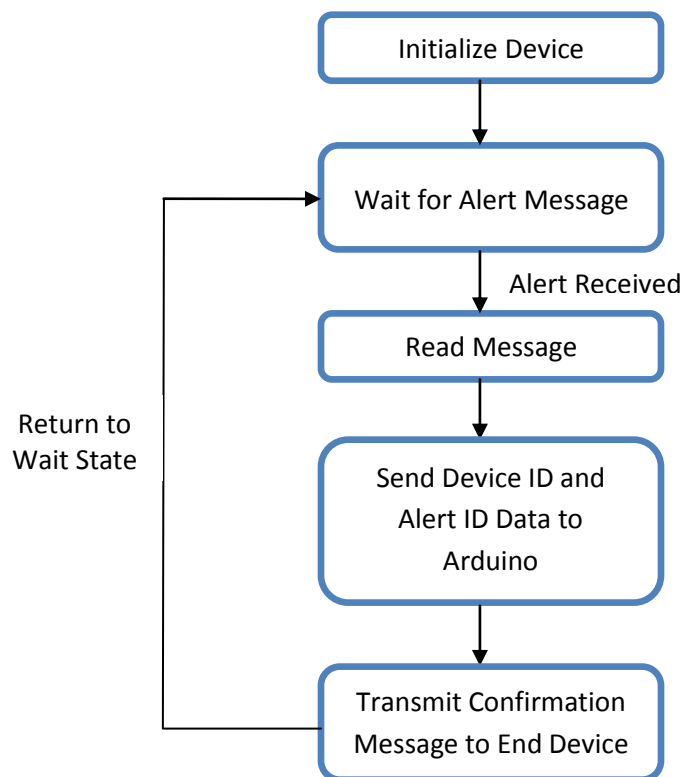 Initialize Device
Wait for Alert Message
Alert Received
Read Message
Return to
Wait State
Send Device ID and
Alert ID Data to
Arduino
Transmit Confirmation
Message to End Device